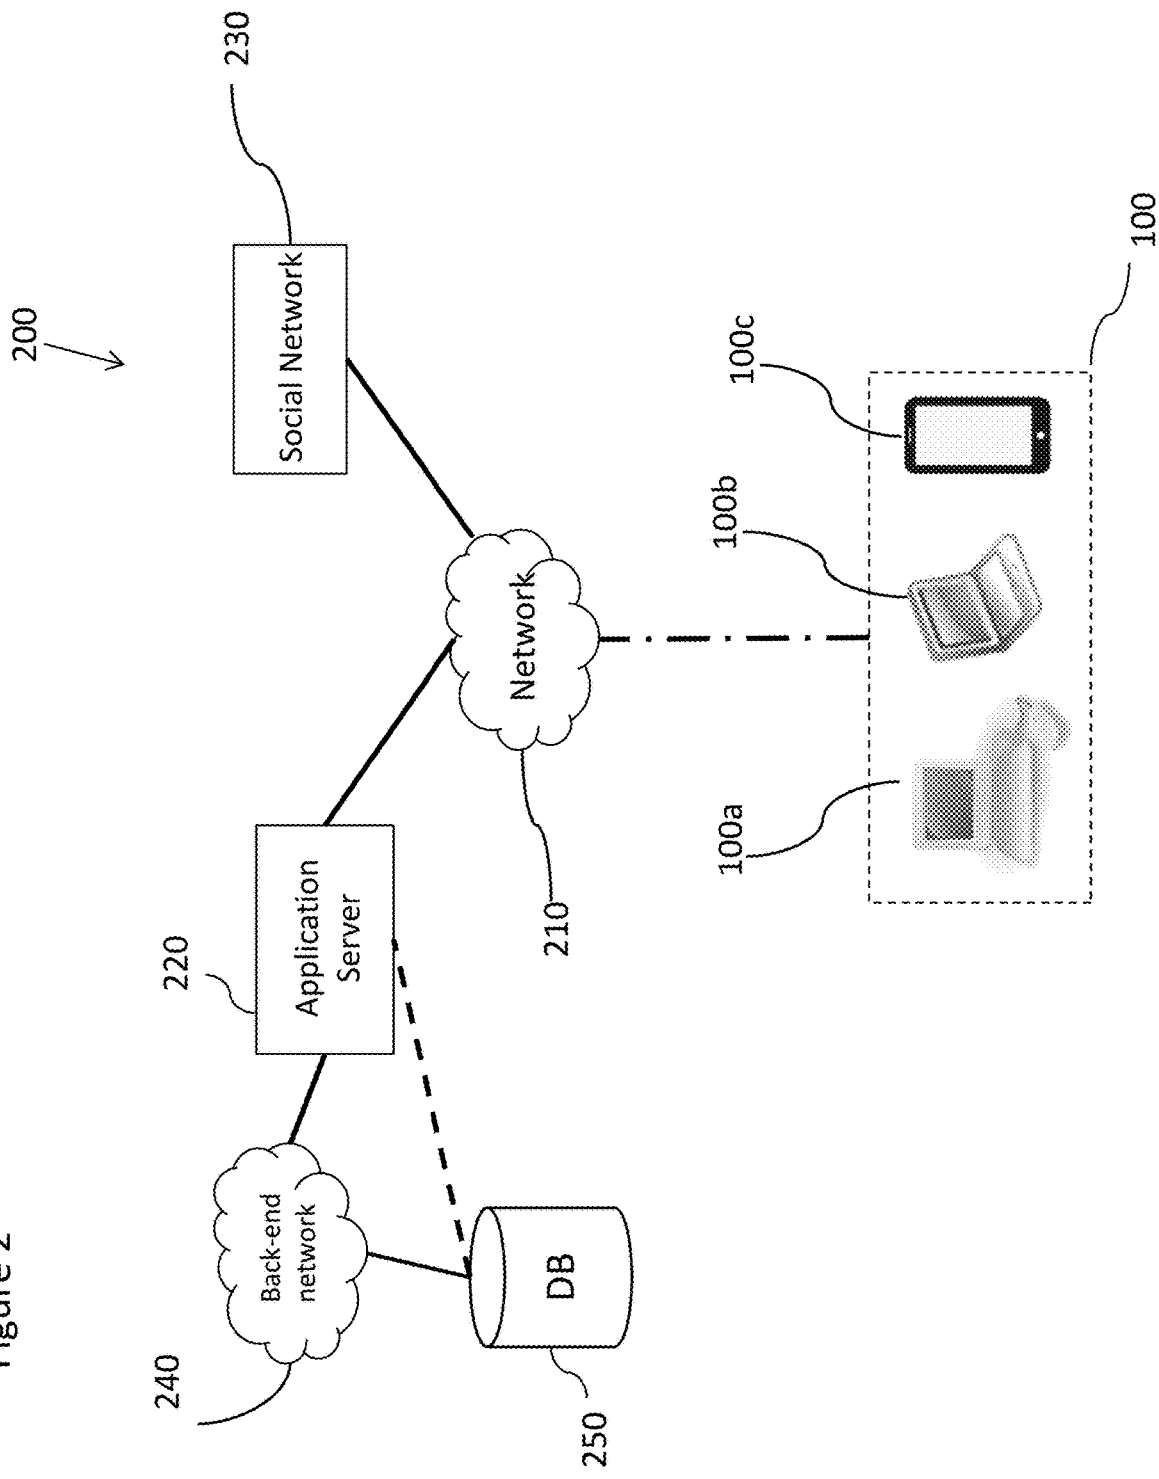 Figure 2
200
230
Social Network
220
Application
Server
240
Back-end
network
Network
210
DB
250
100a
100b
100c
100